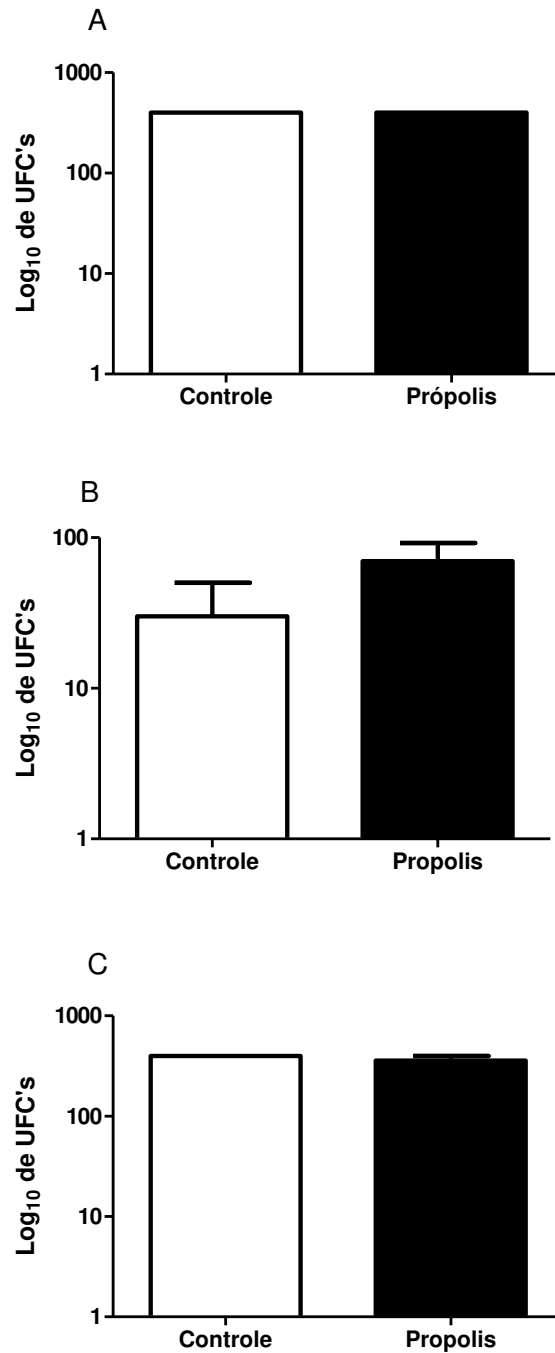 A
Log₁₀ de UFC's
1000
100
10
1
Controle Própolis
B
Log₁₀ de UFC's
100
10
1
Controle Propolis
C
Log₁₀ de UFC's
1000
100
10
1
Controle Propolis